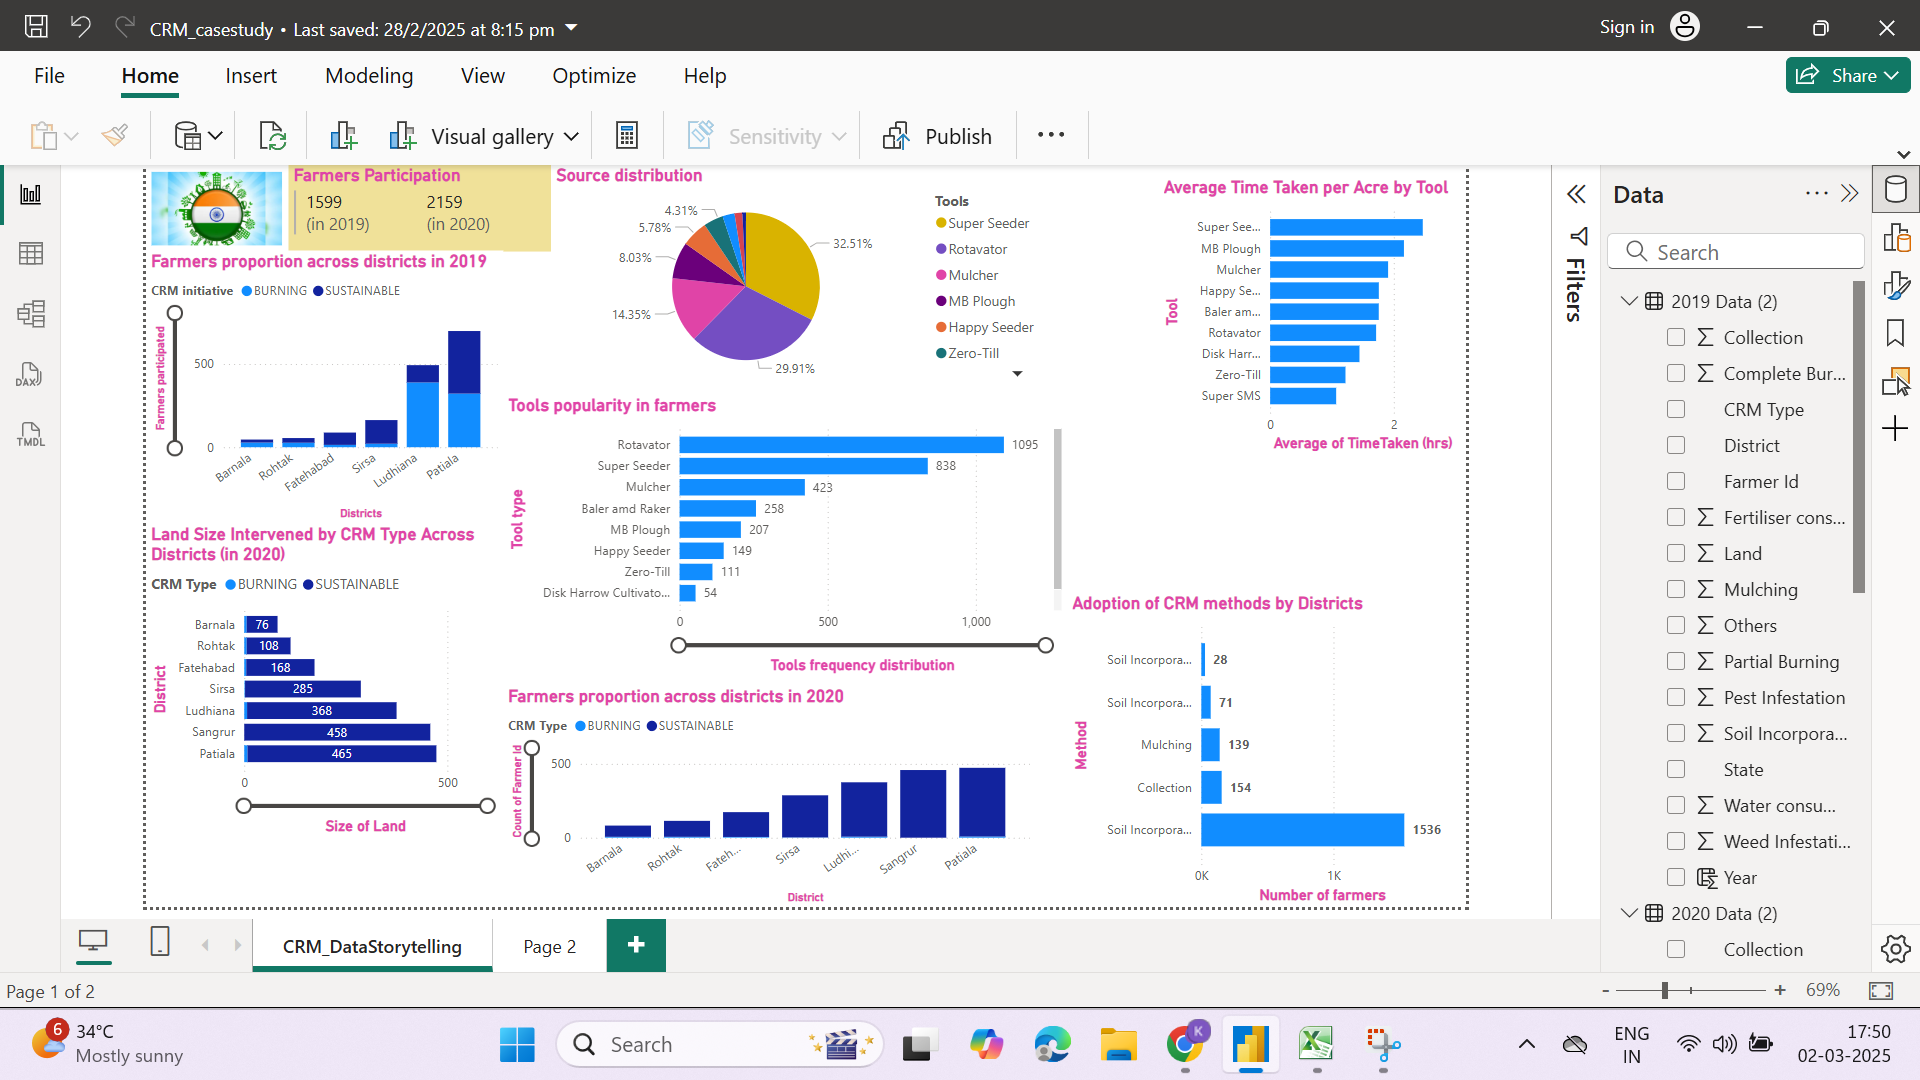 CRM_casestudy • Last saved: 28/2/2025 at 8:15 pm
Sign in
File Home Insert Modeling View Optimize Help
Share
Visual gallery
Sensitivity
Publish
Farmers Participation
1599 2159
(in 2019) (in 2020)
Farmers proportion across districts in 2019
CRM initiative BURNING SUSTAINABLE
Farmers participated
500
0
Barnala Rohtak Fatehabad Sirsa Ludhiana Patiala
Districts
Land Size Intervened by CRM Type Across
Districts (in 2020)
CRM Type BURNING SUSTAINABLE
District
Barnala 76
Rohtak 108
Fatehabad 168
Sirsa 285
Ludhiana 368
Sangrur 458
Patiala 465
0 500
Size of Land
Source distribution
4.31%
5.78%
8.03%
14.35%
32.51%
29.91%
Tools
Super Seeder
Rotavator
Mulcher
MB Plough
Happy Seeder
Zero-Till
Tools popularity in farmers
Tool type
Rotavator 1095
Super Seeder 838
Mulcher 423
Baler amd Raker 258
MB Plough 207
Happy Seeder 149
Zero-Till 111
Disk Harrow Cultivato... 54
0 500 1,000
Tools frequency distribution
Farmers proportion across districts in 2020
CRM Type BURNING SUSTAINABLE
Count of Farmer Id
500
0
Barnala Rohtak Fateh... Sirsa Ludhi... Sangrur Patiala
District
Average Time Taken per Acre by Tool
Tool
Super See...
MB Plough
Mulcher
Happy Se...
Baler am...
Rotavator
Disk Harr...
Zero-Till
Super SMS
0 2
Average of TimeTaken (hrs)
Adoption of CRM methods by Districts
Method
Soil Incorpora... 28
Soil Incorpora... 71
Mulching 139
Collection 154
Soil Incorpora... 1536
0K 1K
Number of farmers
Filters
Data
Search
2019 Data (2)
Collection
Complete Bur...
CRM Type
District
Farmer Id
Fertiliser cons...
Land
Mulching
Others
Partial Burning
Pest Infestation
Soil Incorpora...
State
Water consu...
Weed Infestati...
Year
2020 Data (2)
Collection
DAX
TMDL
CRM_DataStorytelling
Page 2
Page 1 of 2
- + 69%
6
34°C
Mostly sunny
Search
K
ENG
IN
17:50
02-03-2025